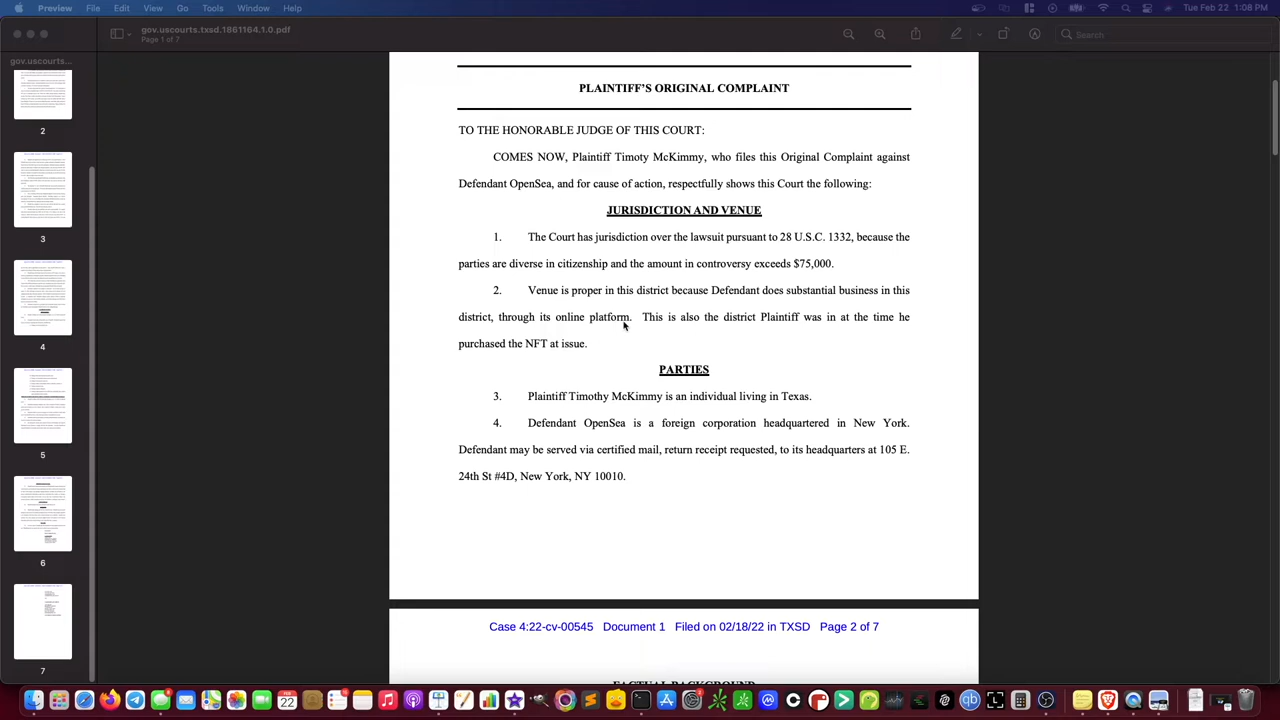 Preview File Edit View Go Tools Window Help
Tue Feb 22 1:08 PM
gov.uscourts.txsd.1861164.1.0.pdf
Page 1 of 7
Search
gov.uscourts...
2
3
4
5
6
7
PLAINTIFF'S ORIGINAL COMPLAINT
TO THE HONORABLE JUDGE OF THIS COURT:
COMES NOW, Plaintiff Timoty McKimmy, who files this Original Complaint against
Defendant OpenSea, and for cause of action, respectfully shows this Court the following:
JURISDICTION AND VENUE
1. The Court has jurisdiction over the lawsuit pursuant to 28 U.S.C. 1332, because the
are diverse in citizenship and the amount in controversy exceeds $75,000.
2. Venue is proper in this district because Defendant does substantial business in this
district, through its online platform. This is also the district Plaintiff was in at the time he
purchased the NFT at issue.
PARTIES
3. Plaintiff Timothy McKimmy is an individual living in Texas.
4. Defendant OpenSea is a foreign corporation headquartered in New York.
Defendant may be served via certified mail, return receipt requested, to its headquarters at 105 E.
24th St #4D, New York, NY 10010.
Case 4:22-cv-00545 Document 1 Filed on 02/18/22 in TXSD Page 2 of 7
FACTUAL BACKGROUND